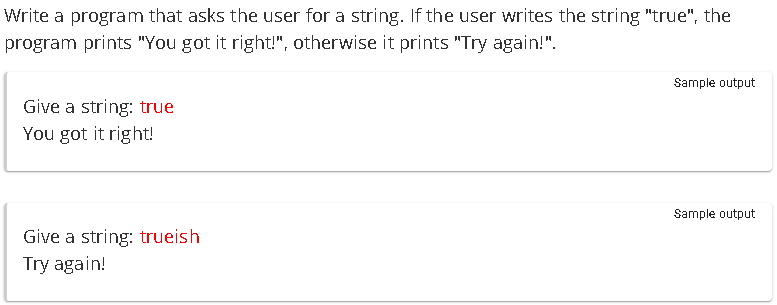 Write a program that asks the user for a string. If the user writes the string "true", the
program prints "You got it right!", otherwise it prints "Try again!".
Sample output
Give a string: true
You got it right!
Sample output
Give a string: trueish
Try again!